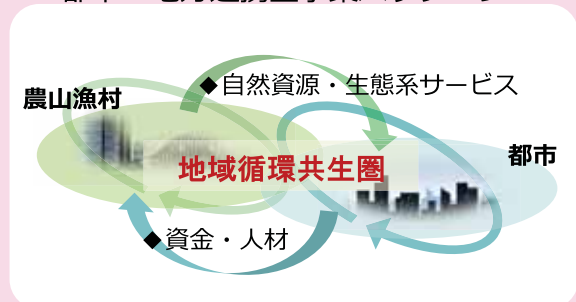 ◆自然資源・生態系サービス
農山漁村
都市
地域循環共生圏
◆資金・人材